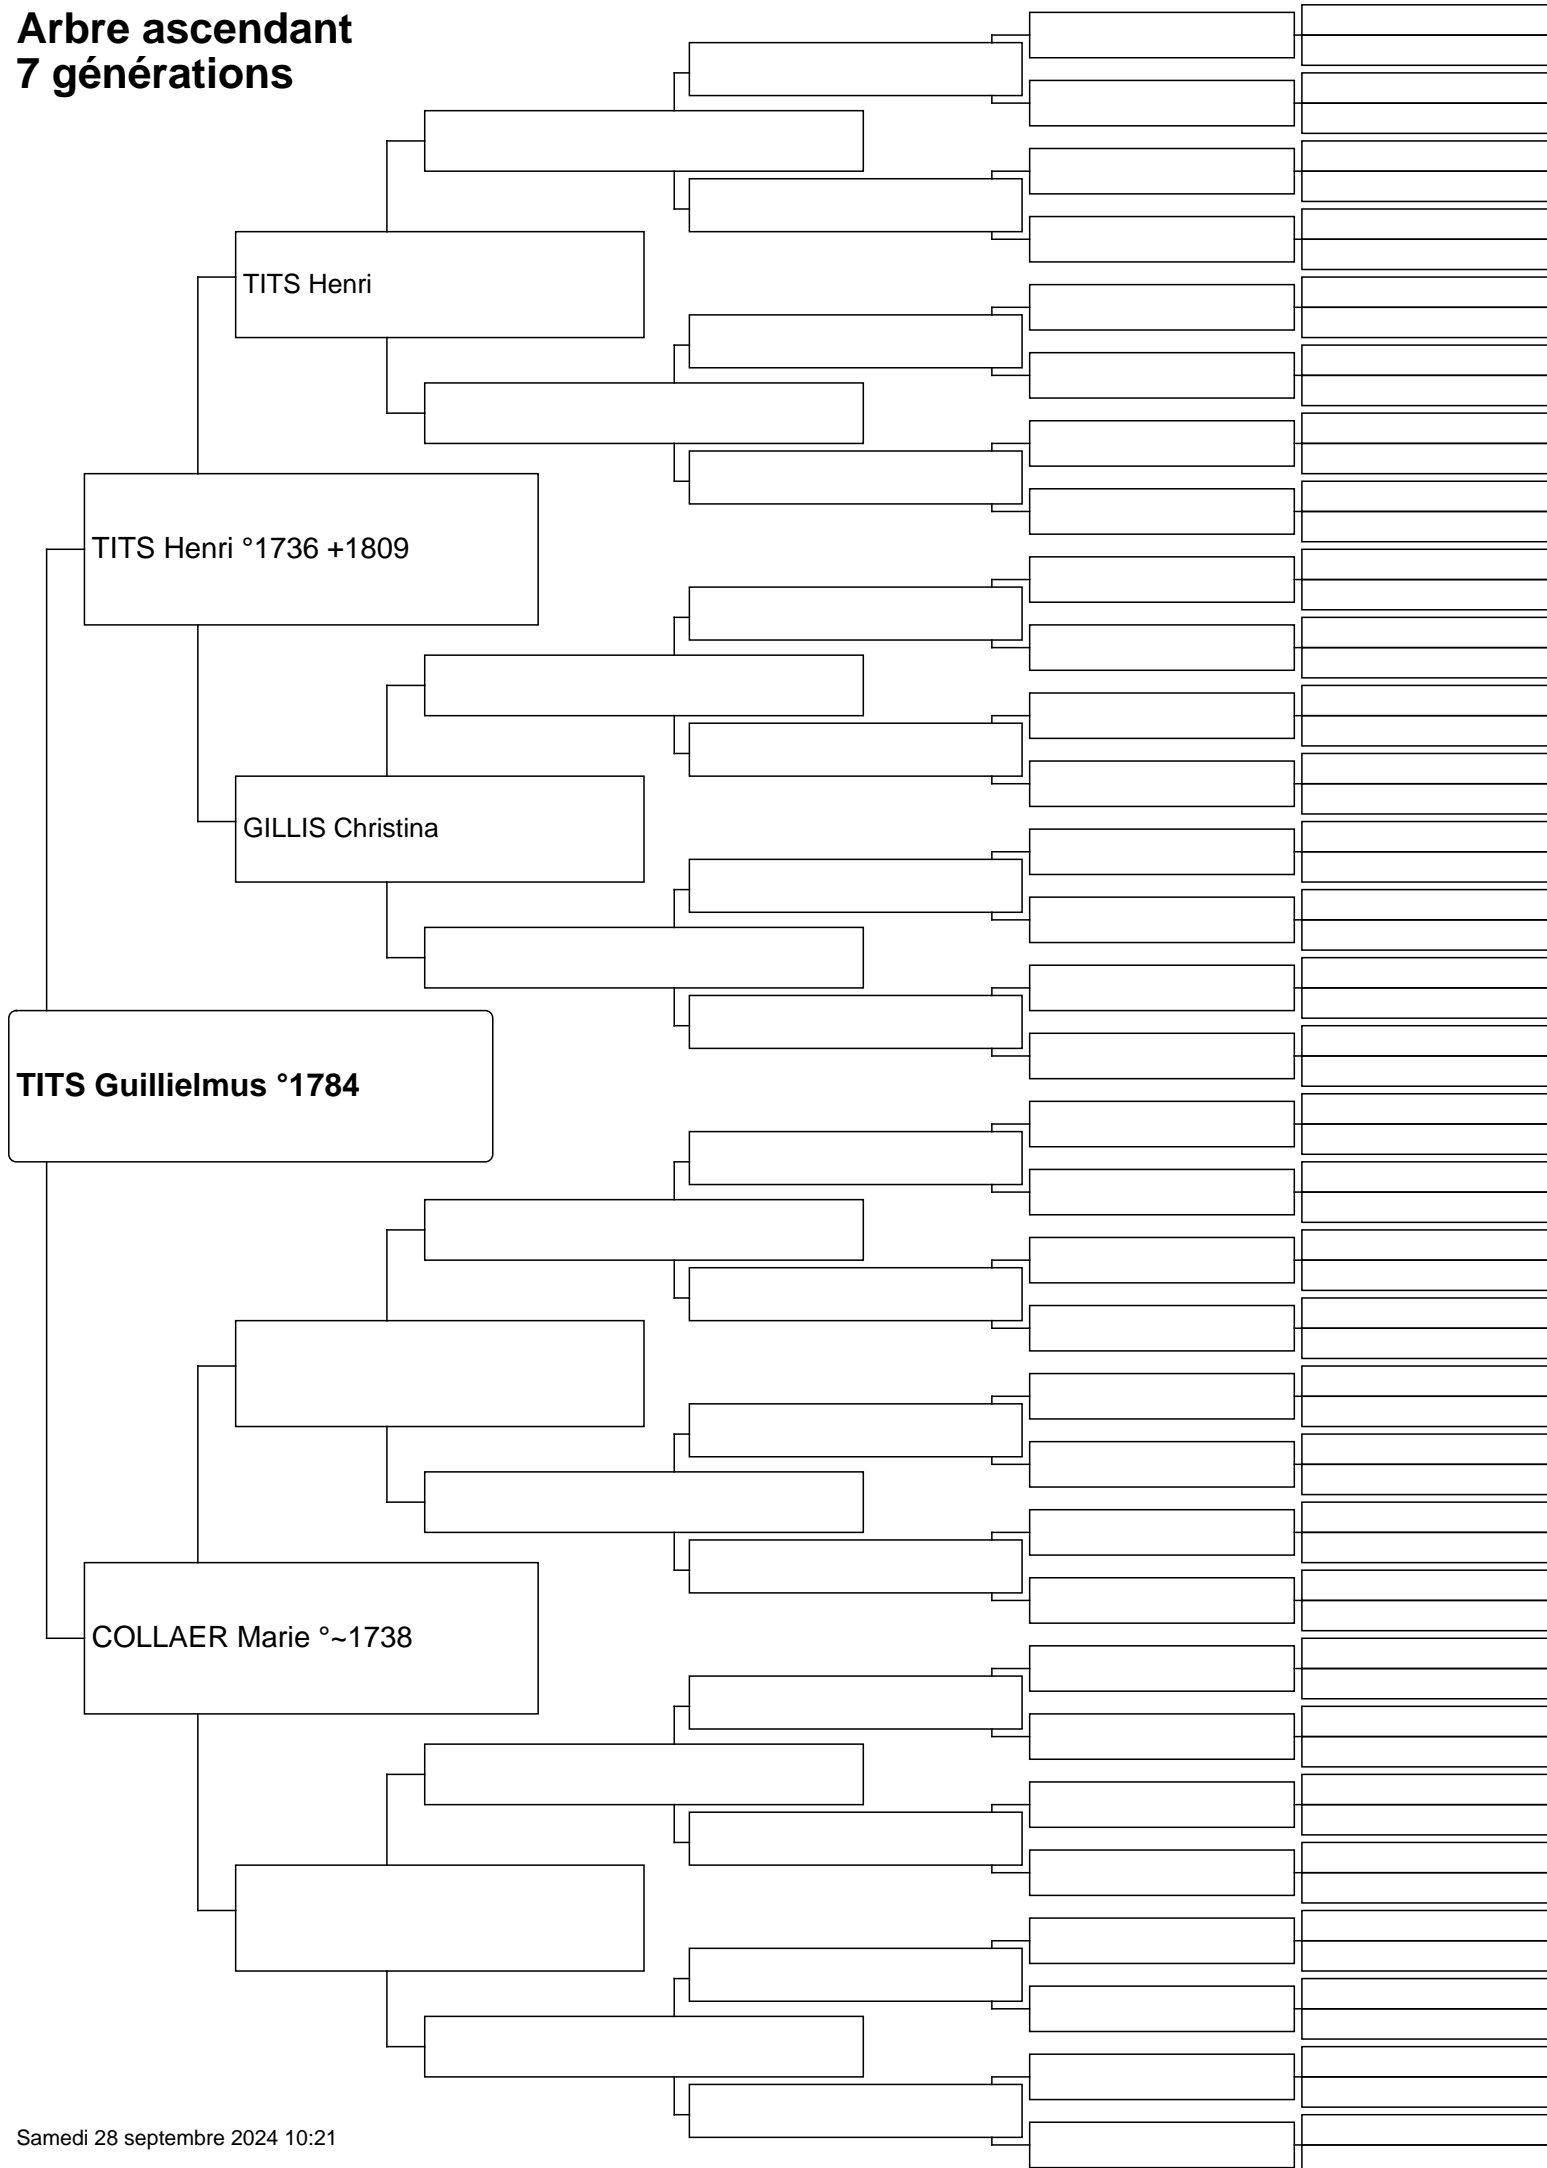 Arbre ascendant
7 générations
TITS Henri
TITS Henri °1736 +1809
GILLIS Christina
TITS Guillielmus °1784
COLLAER Marie °~1738
Samedi 28 septembre 2024 10:21